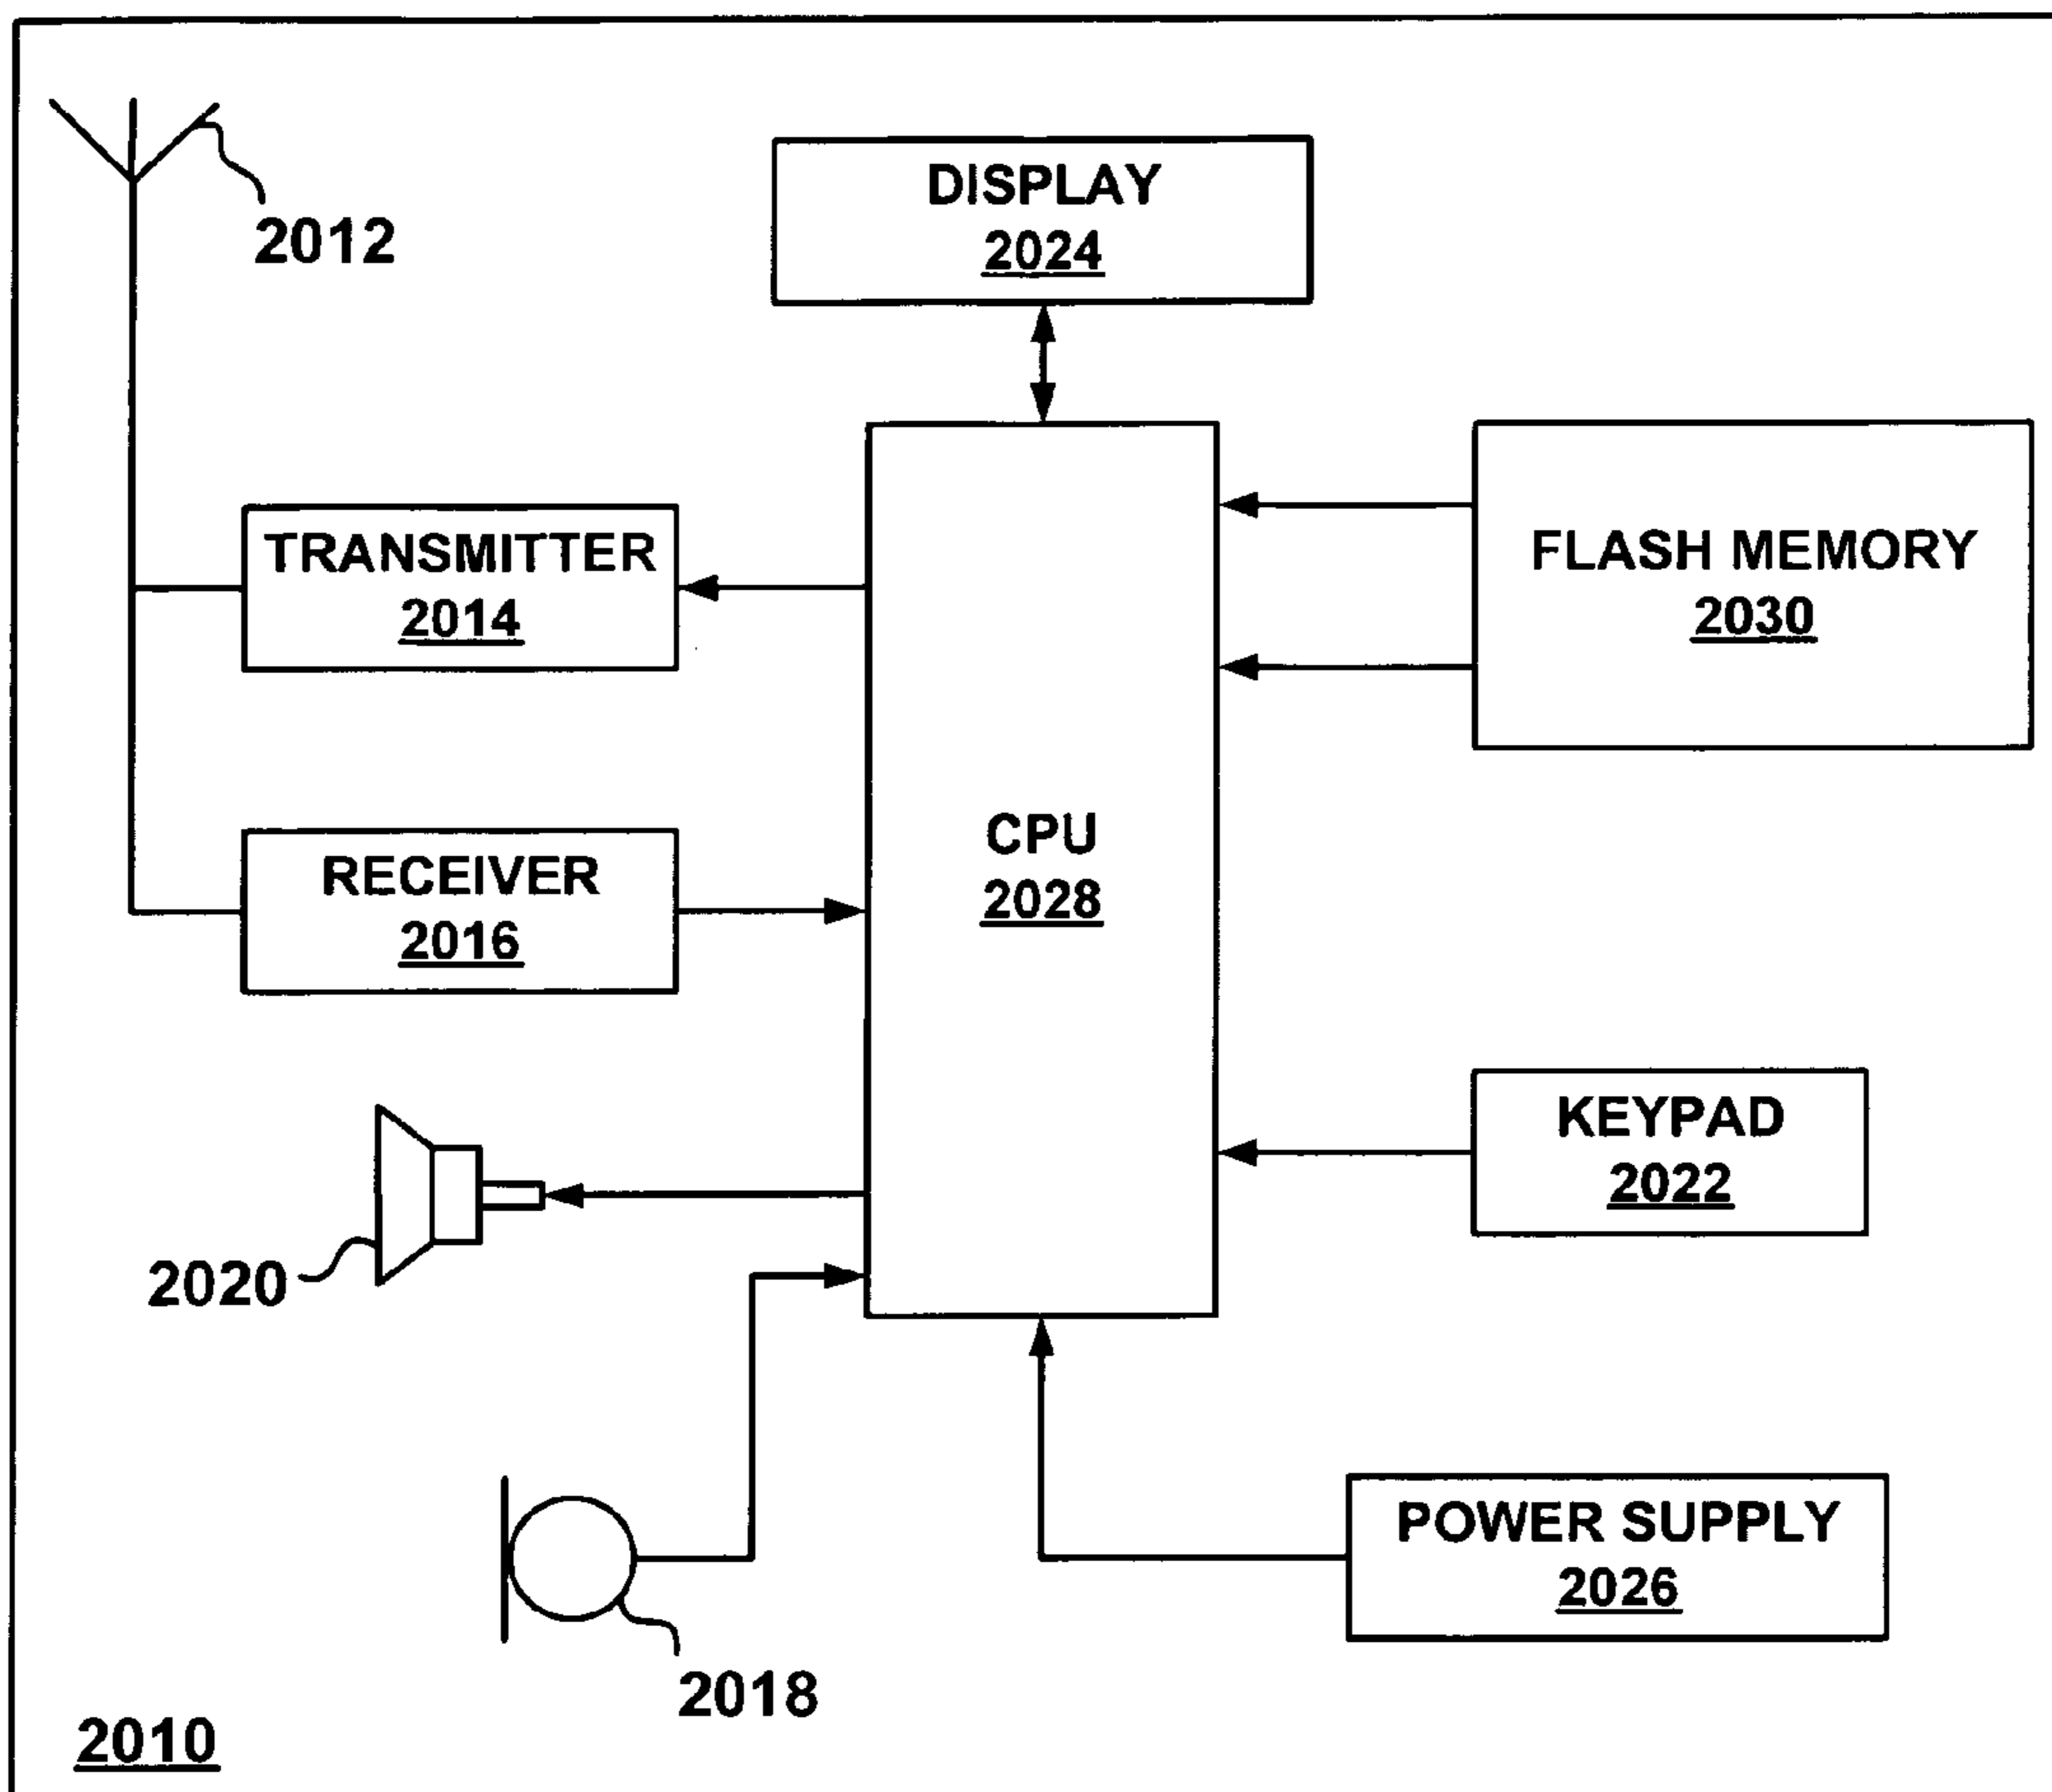 2012
DISPLAY
2024
TRANSMITTER
2014
FLASH MEMORY
2030
CPU
2028
RECEIVER
2016
KEYPAD
2022
2020
POWER SUPPLY
2026
2018
2010